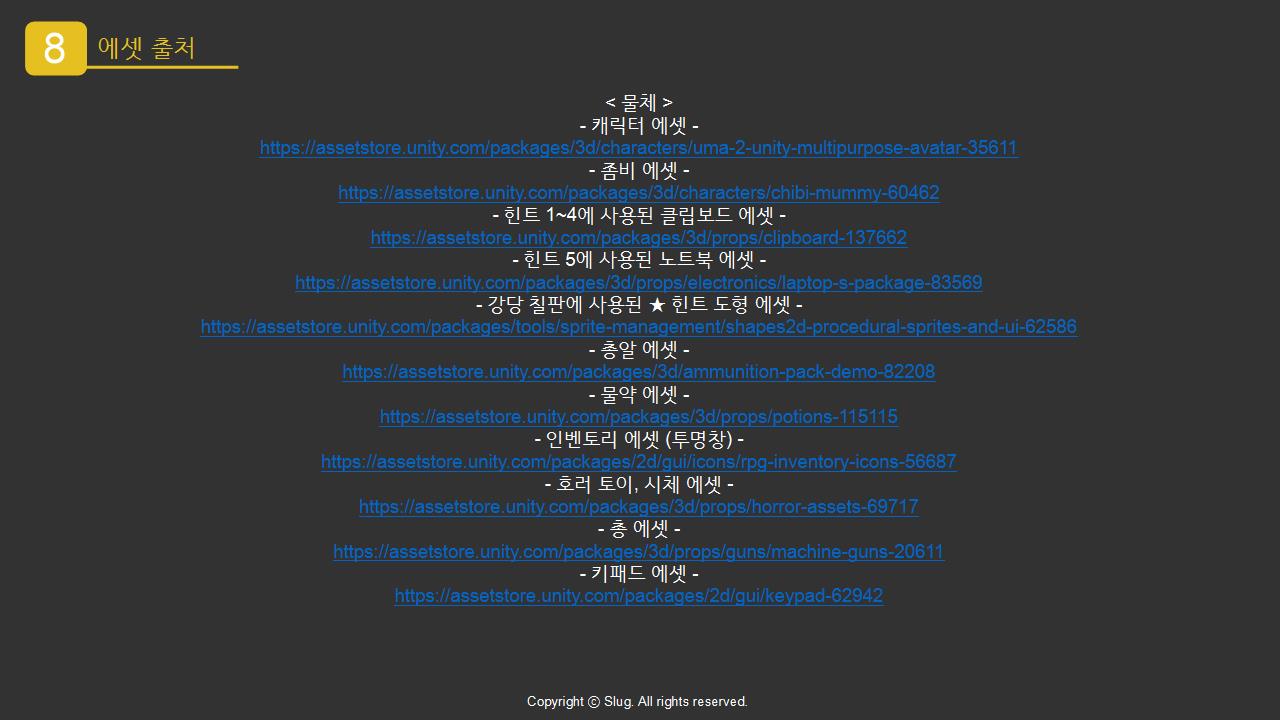 8 에셋 출처
< 물체 >
- 캐릭터 에셋 -
https://assetstore.unity.com/packages/3d/characters/uma-2-unity-multipurpose-avatar-35611
- 좀비 에셋 -
https://assetstore.unity.com/packages/3d/characters/chibi-mummy-60462
- 힌트 1~4에 사용된 클립보드 에셋 -
https://assetstore.unity.com/packages/3d/props/clipboard-137662
- 힌트 5에 사용된 노트북 에셋 -
https://assetstore.unity.com/packages/3d/props/electronics/laptop-s-package-83569
- 강당 칠판에 사용된 ★ 힌트 도형 에셋 -
https://assetstore.unity.com/packages/tools/sprite-management/shapes2d-procedural-sprites-and-ui-62586
- 총알 에셋 -
https://assetstore.unity.com/packages/3d/ammunition-pack-demo-82208
- 물약 에셋 -
https://assetstore.unity.com/packages/3d/props/potions-115115
- 인벤토리 에셋 (투명창) -
https://assetstore.unity.com/packages/2d/gui/icons/rpg-inventory-icons-56687
- 호러 토이, 시체 에셋 -
https://assetstore.unity.com/packages/3d/props/horror-assets-69717
- 총 에셋 -
https://assetstore.unity.com/packages/3d/props/guns/machine-guns-20611
- 키패드 에셋 -
https://assetstore.unity.com/packages/2d/gui/keypad-62942
Copyright ⓒ Slug. All rights reserved.